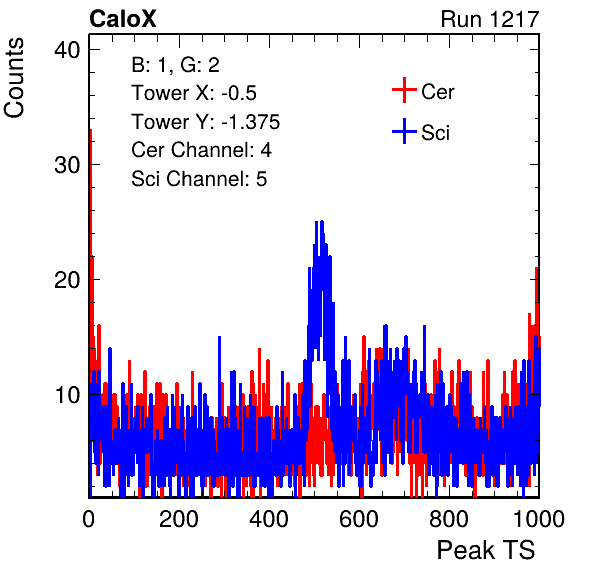 CaloX Run 1217
Counts
40
30
20
10
B: 1, G: 2
Tower X: -0.5
Tower Y: -1.375
Cer Channel: 4
Sci Channel: 5
Cer
Sci
0 200 400 600 800 1000
Peak TS